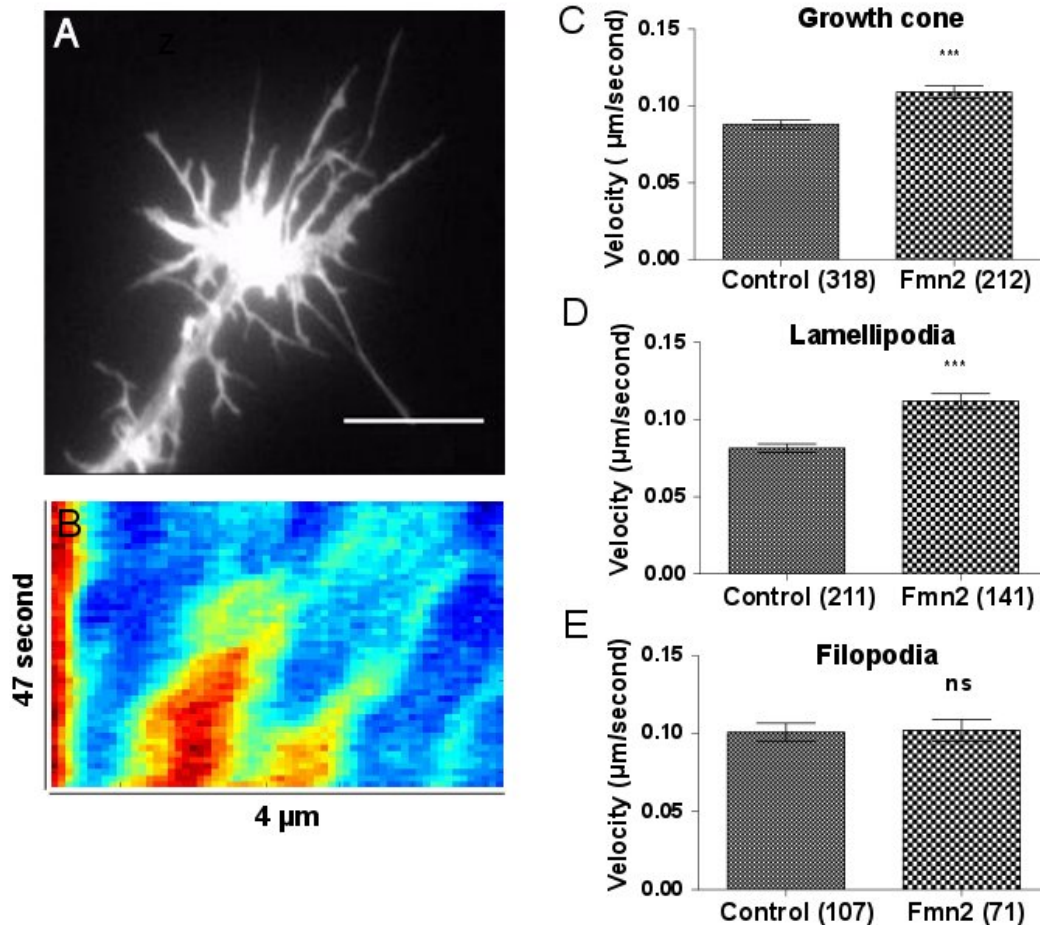 A
z
B
47 second
4 µm
C
Growth cone
Velocity ( µm/second)
0.15
***
0.10
0.05
0.00
Control (318) Fmn2 (212)
D
Lamellipodia
Velocity (µm/second)
0.15
***
0.10
0.05
0.00
Control (211) Fmn2 (141)
E
Filopodia
Velocity (µm/second)
0.15
ns
0.10
0.05
0.00
Control (107) Fmn2 (71)